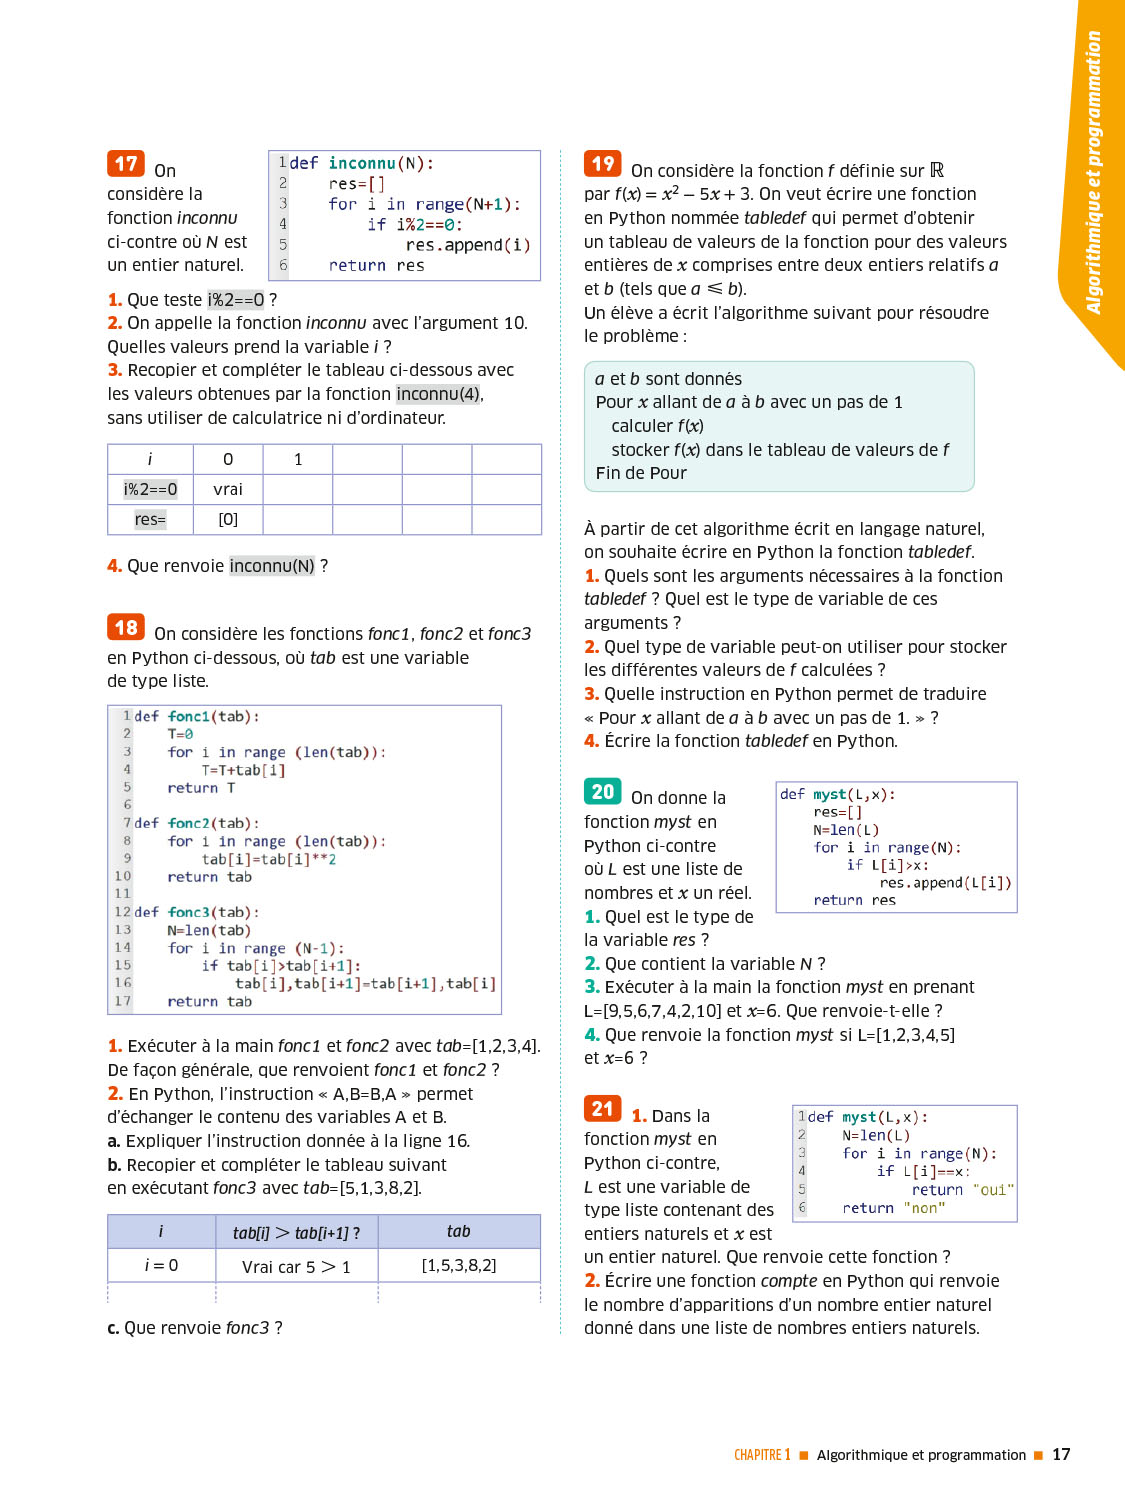 Algorithmique et programmation
17 On
considère la
fonction inconnu
ci-contre où N est
un entier naturel.
1 def inconnu(N):
2 res=[]
3 for i in range(N+1):
4 if i%2==0:
5 res.append(i)
6 return res
1. Que teste i%2==0 ?
2. On appelle la fonction inconnu avec l’argument 10.
Quelles valeurs prend la variable i ?
3. Recopier et compléter le tableau ci-dessous avec
les valeurs obtenues par la fonction inconnu(4),
sans utiliser de calculatrice ni d’ordinateur.
i 0 1
i%2==0 vrai
res= [0]
4. Que renvoie inconnu(N) ?
18 On considère les fonctions fonc1, fonc2 et fonc3
en Python ci-dessous, où tab est une variable
de type liste.
1 def fonc1(tab):
2 T=0
3 for i in range (len(tab)):
4 T=T+tab[i]
5 return T
6
7 def fonc2(tab):
8 for i in range (len(tab)):
9 tab[i]=tab[i]**2
10 return tab
11
12 def fonc3(tab):
13 N=len(tab)
14 for i in range (N-1):
15 if tab[i]>tab[i+1]:
16 tab[i],tab[i+1]=tab[i+1],tab[i]
17 return tab
1. Exécuter à la main fonc1 et fonc2 avec tab=[1,2,3,4].
De façon générale, que renvoient fonc1 et fonc2 ?
2. En Python, l’instruction « A,B=B,A » permet
d’échanger le contenu des variables A et B.
a. Expliquer l’instruction donnée à la ligne 16.
b. Recopier et compléter le tableau suivant
en exécutant fonc3 avec tab=[5,1,3,8,2].
i tab[i] > tab[i+1] ? tab
i = 0 Vrai car 5 > 1 [1,5,3,8,2]
c. Que renvoie fonc3 ?
19 On considère la fonction f définie sur ℝ
par f(x) = x² − 5x + 3. On veut écrire une fonction
en Python nommée tabledef qui permet d’obtenir
un tableau de valeurs de la fonction pour des valeurs
entières de x comprises entre deux entiers relatifs a
et b (tels que a ⩽ b).
Un élève a écrit l’algorithme suivant pour résoudre
le problème :
a et b sont donnés
Pour x allant de a à b avec un pas de 1
calculer f(x)
stocker f(x) dans le tableau de valeurs de f
Fin de Pour
À partir de cet algorithme écrit en langage naturel,
on souhaite écrire en Python la fonction tabledef.
1. Quels sont les arguments nécessaires à la fonction
tabledef ? Quel est le type de variable de ces
arguments ?
2. Quel type de variable peut-on utiliser pour stocker
les différentes valeurs de f calculées ?
3. Quelle instruction en Python permet de traduire
« Pour x allant de a à b avec un pas de 1. » ?
4. Écrire la fonction tabledef en Python.
20 On donne la
fonction myst en
Python ci-contre
où L est une liste de
nombres et x un réel.
def myst(L,x):
res=[]
N=len(L)
for i in range(N):
if L[i]>x:
res.append(L[i])
return res
1. Quel est le type de
la variable res ?
2. Que contient la variable N ?
3. Exécuter à la main la fonction myst en prenant
L=[9,5,6,7,4,2,10] et x=6. Que renvoie-t-elle ?
4. Que renvoie la fonction myst si L=[1,2,3,4,5]
et x=6 ?
21 1. Dans la
fonction myst en
Python ci-contre,
L est une variable de
type liste contenant des
entiers naturels et x est
un entier naturel. Que renvoie cette fonction ?
1 def myst(L,x):
2 N=len(L)
3 for i in range(N):
4 if L[i]==x:
5 return "oui"
6 return "non"
2. Écrire une fonction compte en Python qui renvoie
le nombre d’apparitions d’un nombre entier naturel
donné dans une liste de nombres entiers naturels.
CHAPITRE 1 ■ Algorithmique et programmation ■ 17